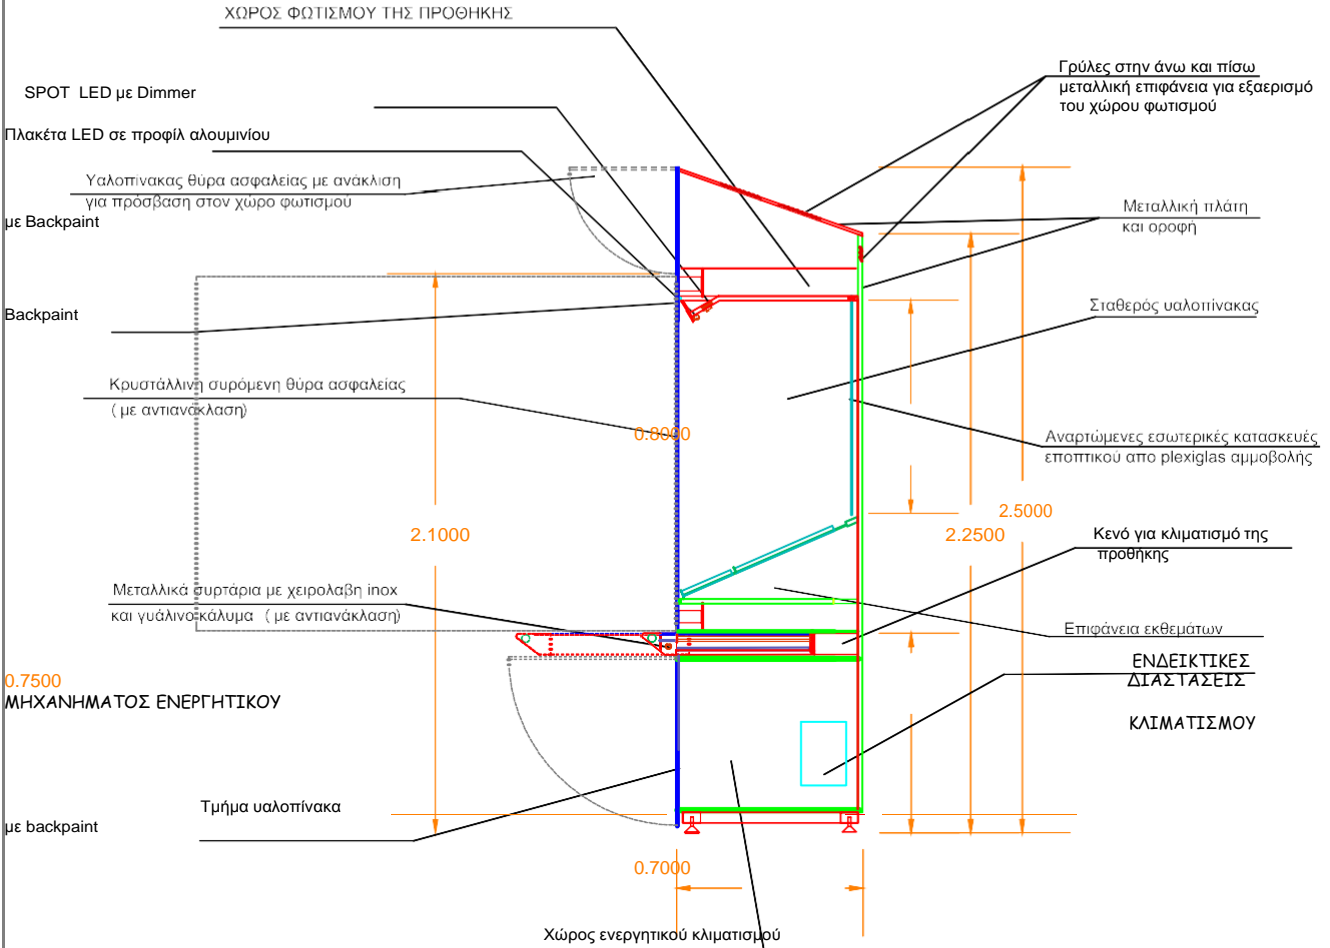 ΧΩΡΟΣ ΦΩΤΙΣΜΟΥ ΤΗΣ ΠΡΟΘΗΚΗΣ
Γρύλες στην άνω και πίσω
μεταλλική επιφάνεια για εξαερισμό
του χώρου φωτισμού
SPOT LED με Dimmer
Πλακέτα LED σε προφίλ αλουμινίου
Υαλοπίνακας θύρα ασφαλείας με ανάκλιση
για πρόσβαση στον χώρο φωτισμού
με Backpaint
Μεταλλική πλάτη
και οροφή
Backpaint
Σταθερός υαλοπίνακας
Κρυστάλλινη συρόμενη θύρα ασφαλείας
( με αντιανάκλαση)
0.8000
Αναρτώμενες εσωτερικές κατασκευές
εποπτικού απο plexiglas αμμοβολής
2.5000
2.1000
2.2500
Κενό για κλιματισμό της
προθήκης
Μεταλλικά συρτάρια με χειρολαβη inox
και γυάλινο κάλυμα ( με αντιανάκλαση)
Επιφάνεια εκθεμάτων
0.7500
ΜΗΧΑΝΗΜΑΤΟΣ ΕΝΕΡΓΗΤΙΚΟΥ
ΕΝΔΕΙΚΤΙΚΕΣ
ΔΙΑΣΤΑΣΕΙΣ
ΚΛΙΜΑΤΙΣΜΟΥ
Τμήμα υαλοπίνακα
με backpaint
0.7000
Χώρος ενεργητικού κλιματισμού